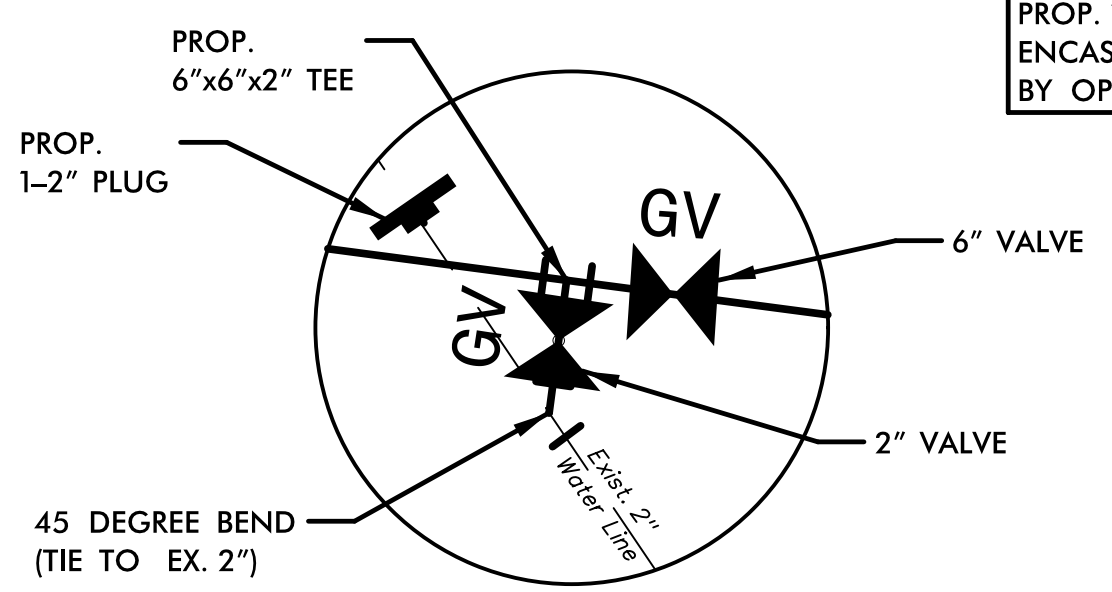 PROP.
6"x6"x2" TEE
PROP.
1–2" PLUG
PROP.
ENCAS
BY OP
GV
6" VALVE
GV
2" VALVE
Exist. 2"
Water Line
45 DEGREE BEND
(TIE TO EX. 2")